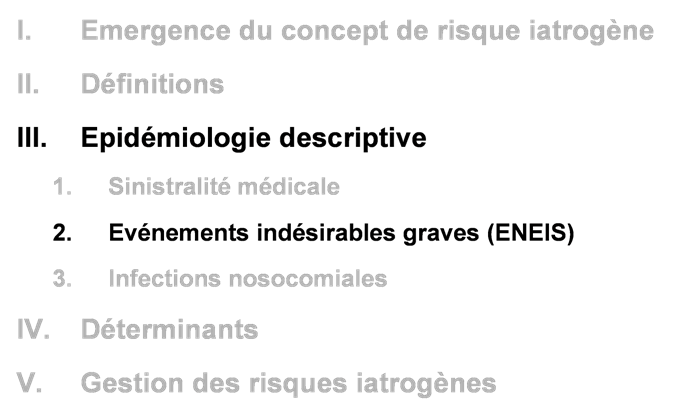 I. Emergence du concept de risque iatrogène
II. Définitions
III. Epidémiologie descriptive
1. Sinistralité médicale
2. Evénements indésirables graves (ENEIS)
3. Infections nosocomiales
IV. Déterminants
V. Gestion des risques iatrogènes